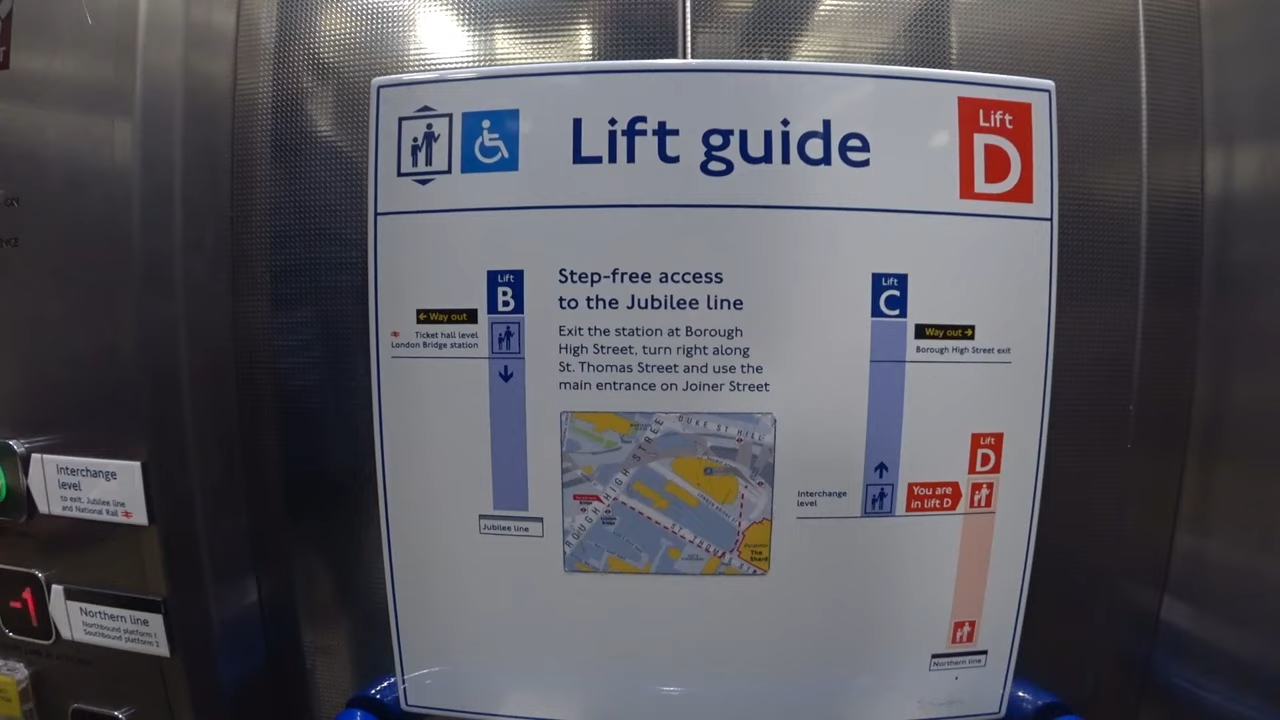 Lift guide
Lift
D
Lift
B
← Way out
Ticket hall level
London Bridge station
Jubilee line
Step-free access
to the Jubilee line
Exit the station at Borough
High Street, turn right along
St. Thomas Street and use the
main entrance on Joiner Street
DUKE ST HILL
ROUGH HIGH STREE
ST THOMAS ST
The
Shard
Lift
C
Way out →
Borough High Street exit
Interchange
level
You are
in lift D
Lift
D
Northern line
ON
Interchange
level
to exit, Jubilee line
and National Rail
-1
Northern line
Northbound platform 1
Southbound platform 2